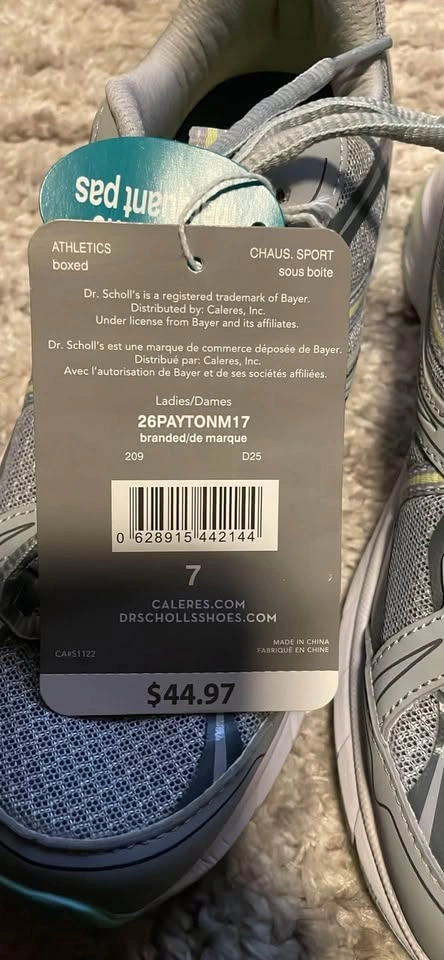 quant pas
ATHLETICS
boxed
CHAUS. SPORT
sous boîte
Dr. Scholl's is a registered trademark of Bayer.
Distributed by: Caleres, Inc.
Under license from Bayer and its affiliates.
Dr. Scholl's est une marque de commerce déposée de Bayer.
Distribué par: Caleres, Inc.
Avec l'autorisation de Bayer et de ses sociétés affiliées.
Ladies/Dames
26PAYTONM17
branded/de marque
209
D25
0 628915 442144
7
CALERES.COM
DRSCHOLLSSHOES.COM
CA#S1122
MADE IN CHINA
FABRIQUÉ EN CHINE
$44.97